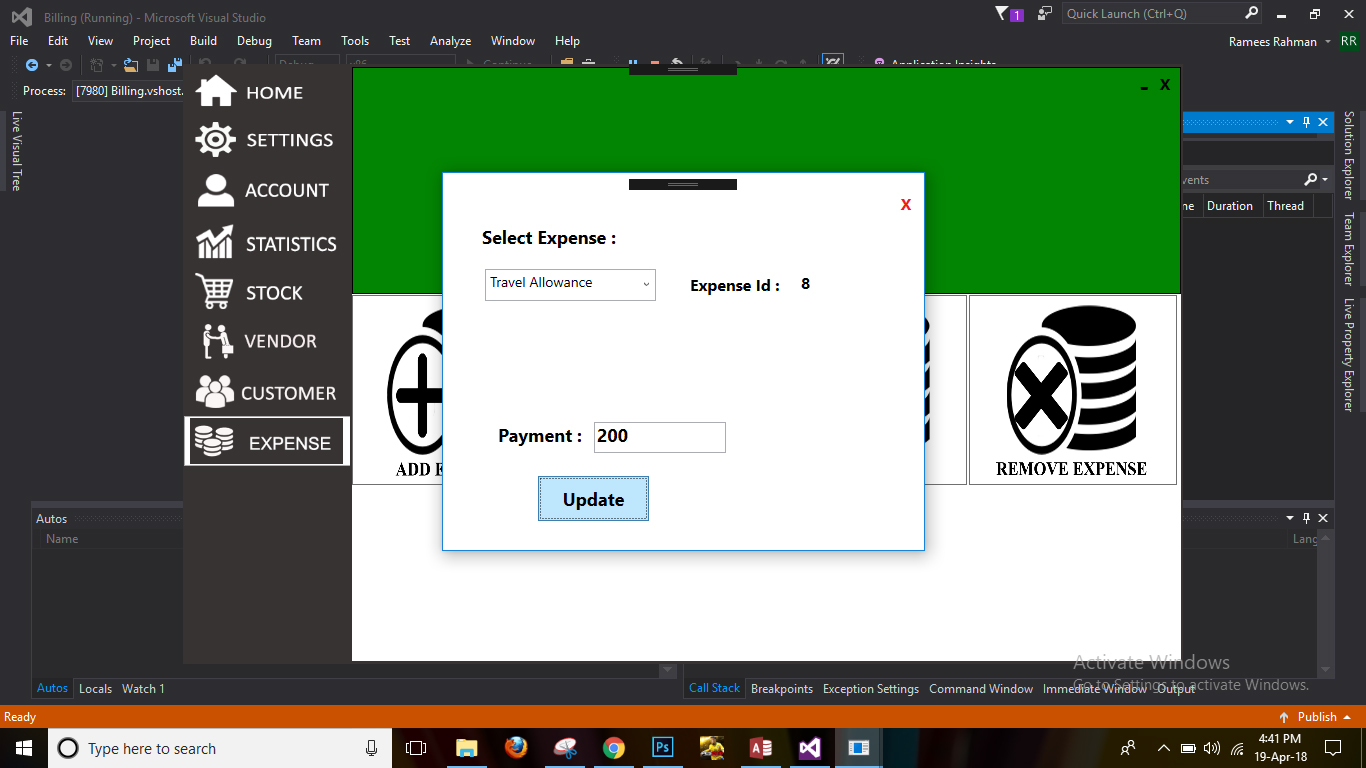 Billing (Running) - Microsoft Visual Studio
1
Quick Launch (Ctrl+Q)
File Edit View Project Build Debug Team Tools Test Analyze Window Help
Ramees Rahman RR
Process: [7980] Billing.vshost.
Live Visual Tree
HOME
SETTINGS
ACCOUNT
STATISTICS
STOCK
VENDOR
CUSTOMER
EXPENSE
- X
X
Select Expense :
Travel Allowance
Expense Id : 8
Payment : 200
Update
ADD E
REMOVE EXPENSE
vents
ne Duration Thread
Solution Explorer
Team Explorer
Live Property Explorer
Autos
Name
Lang
Autos Locals Watch 1
Call Stack Breakpoints Exception Settings Command Window Immediate Window Output
Activate Windows
Go to Settings to activate Windows.
Ready
Publish
Type here to search
Ps
4:41 PM
19-Apr-18